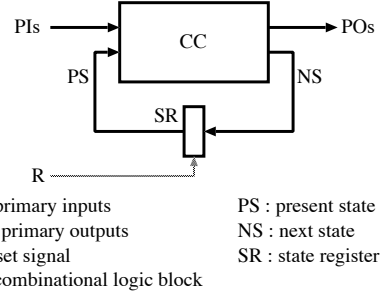 PIs
CC
POs
PS
NS
SR
R
primary inputs
primary outputs
set signal
combinational logic block
PS : present state
NS : next state
SR : state register